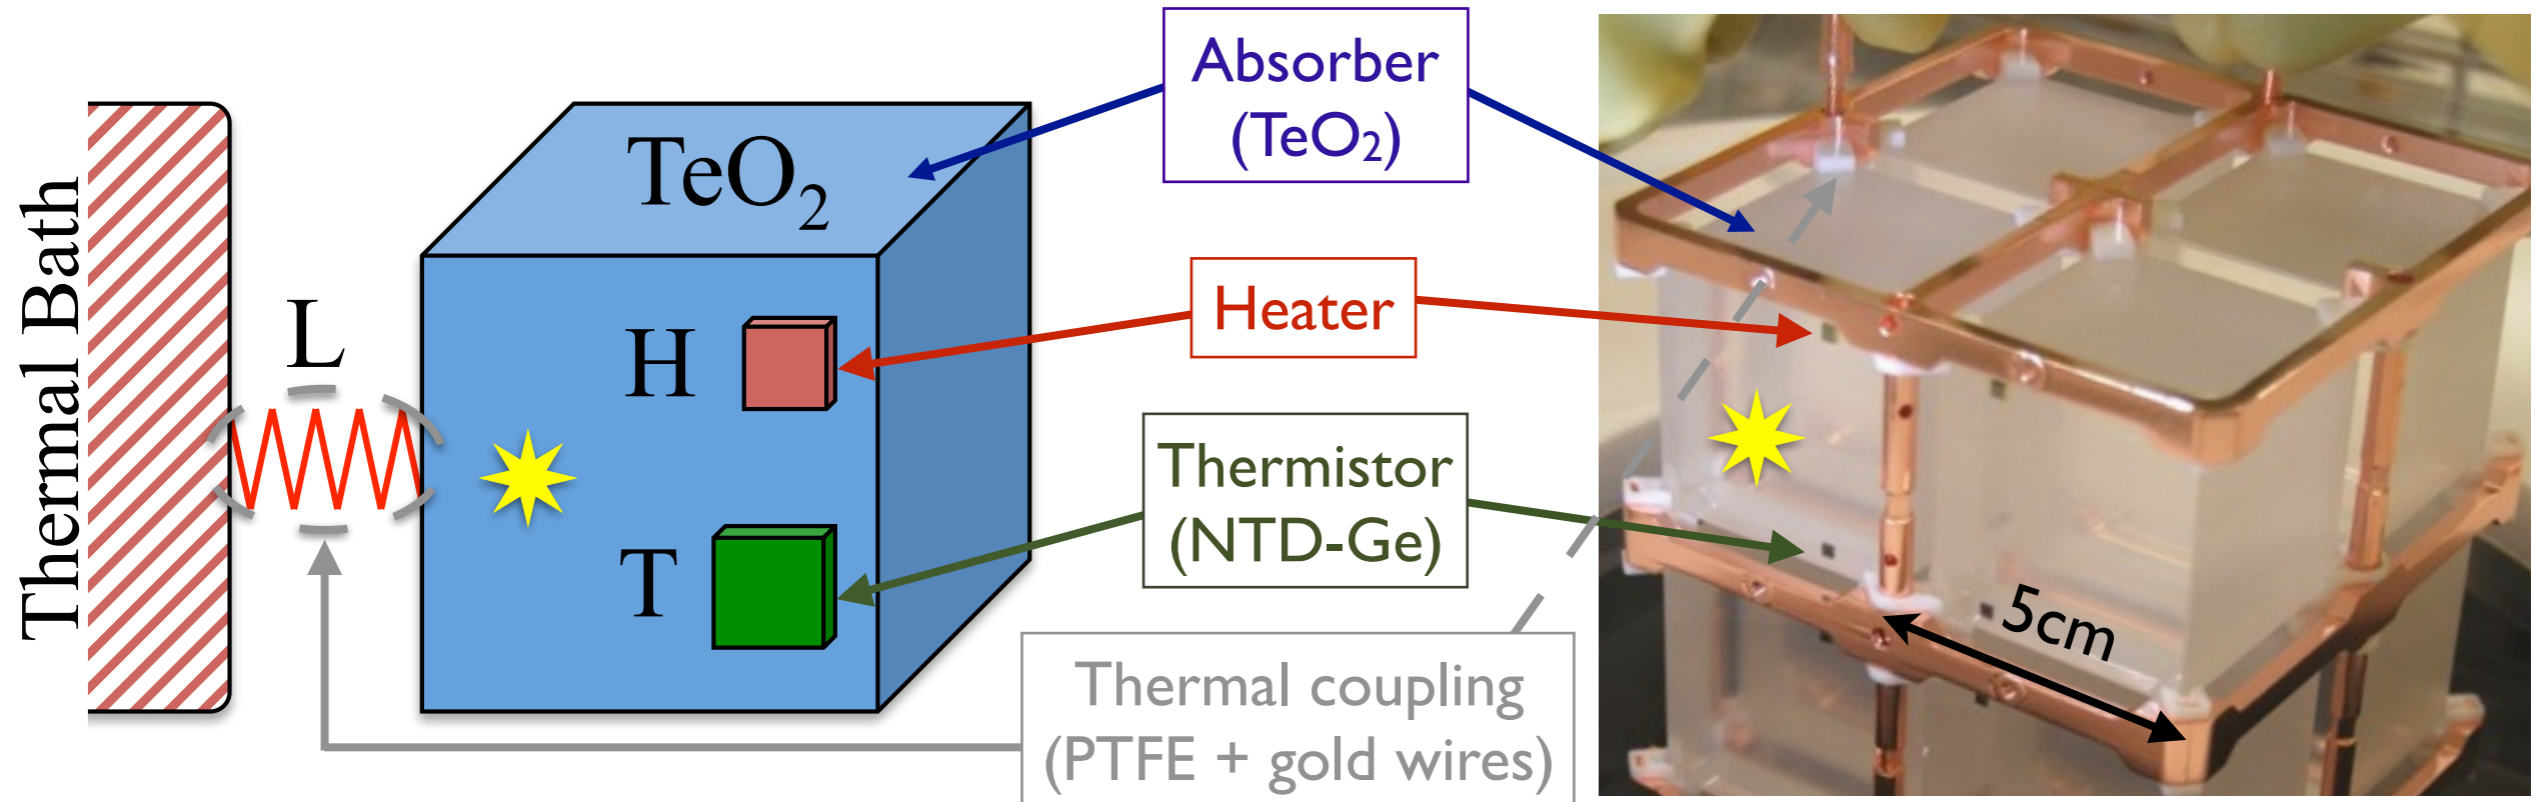 Thermal Bath
L
TeO₂
H
T
Absorber
(TeO₂)
Heater
Thermistor
(NTD-Ge)
Thermal coupling
(PTFE + gold wires)
5cm